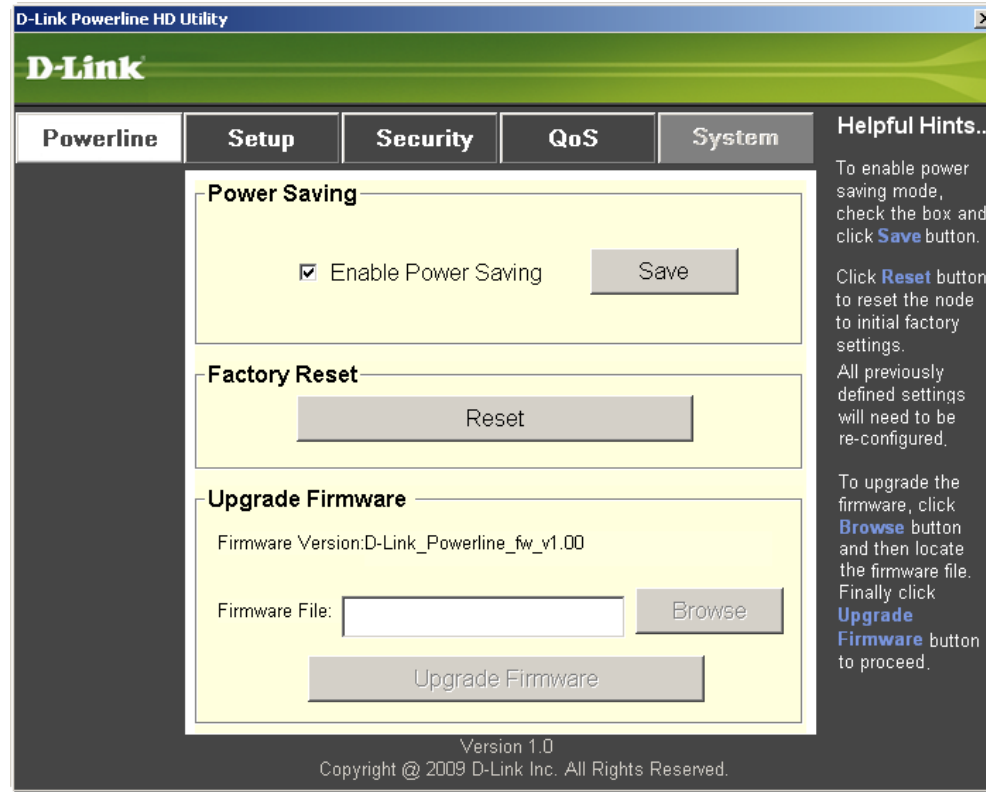 D-Link Powerline HD Utility
D-Link
Powerline
Setup
Security
QoS
System
Power Saving
Enable Power Saving
Save
Factory Reset
Reset
Upgrade Firmware
Firmware Version:D-Link_Powerline_fw_v1.00
Firmware File:
Browse
Upgrade Firmware
Helpful Hints..
To enable power
saving mode,
check the box and
click Save button.
Click Reset button
to reset the node
to initial factory
settings.
All previously
defined settings
will need to be
re-configured.
To upgrade the
firmware, click
Browse button
and then locate
the firmware file.
Finally click
Upgrade
Firmware button
to proceed.
Version 1.0
Copyright @ 2009 D-Link Inc. All Rights Reserved.